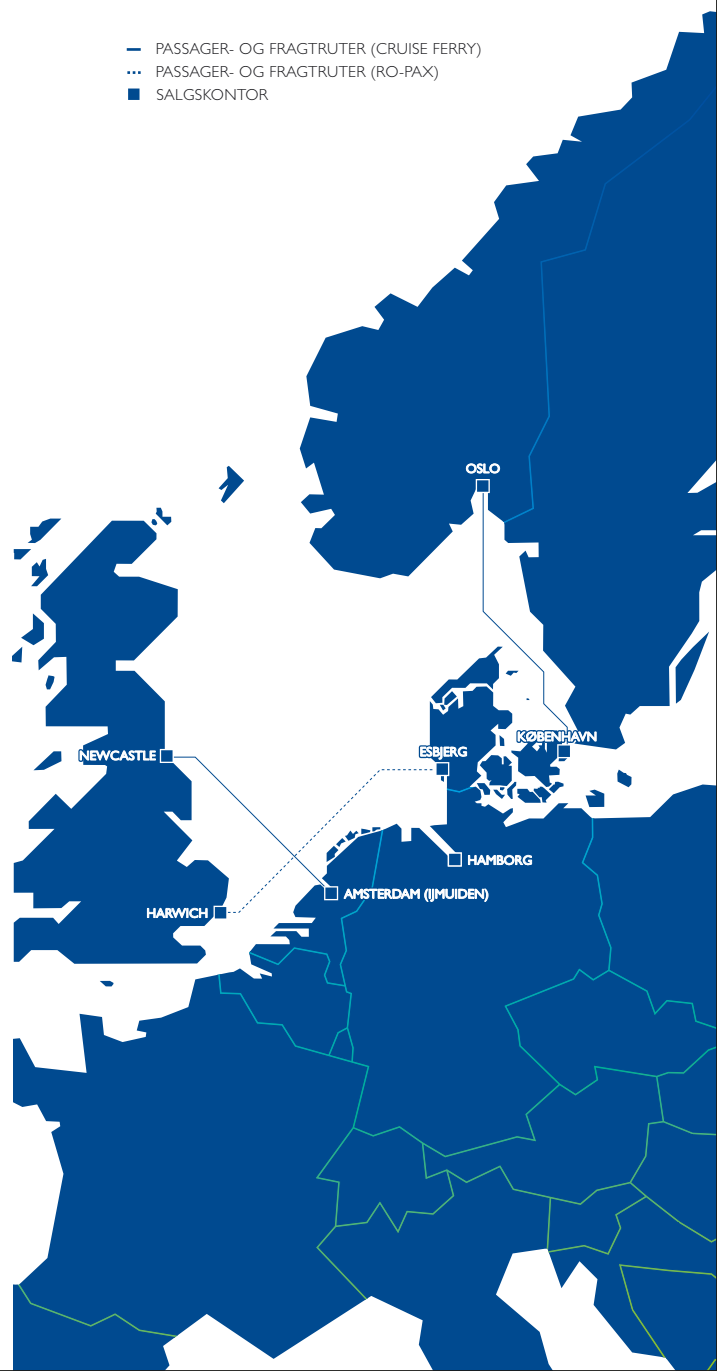 PASSAGER- OG FRAGTRUTER (CRUISE FERRY)
PASSAGER- OG FRAGTRUTER (RO-PAX)
SALGSKONTOR
OSLO
KØBENHAVN
ESBJERG
NEWCASTLE
HAMBORG
AMSTERDAM (IJMUIDEN)
HARWICH